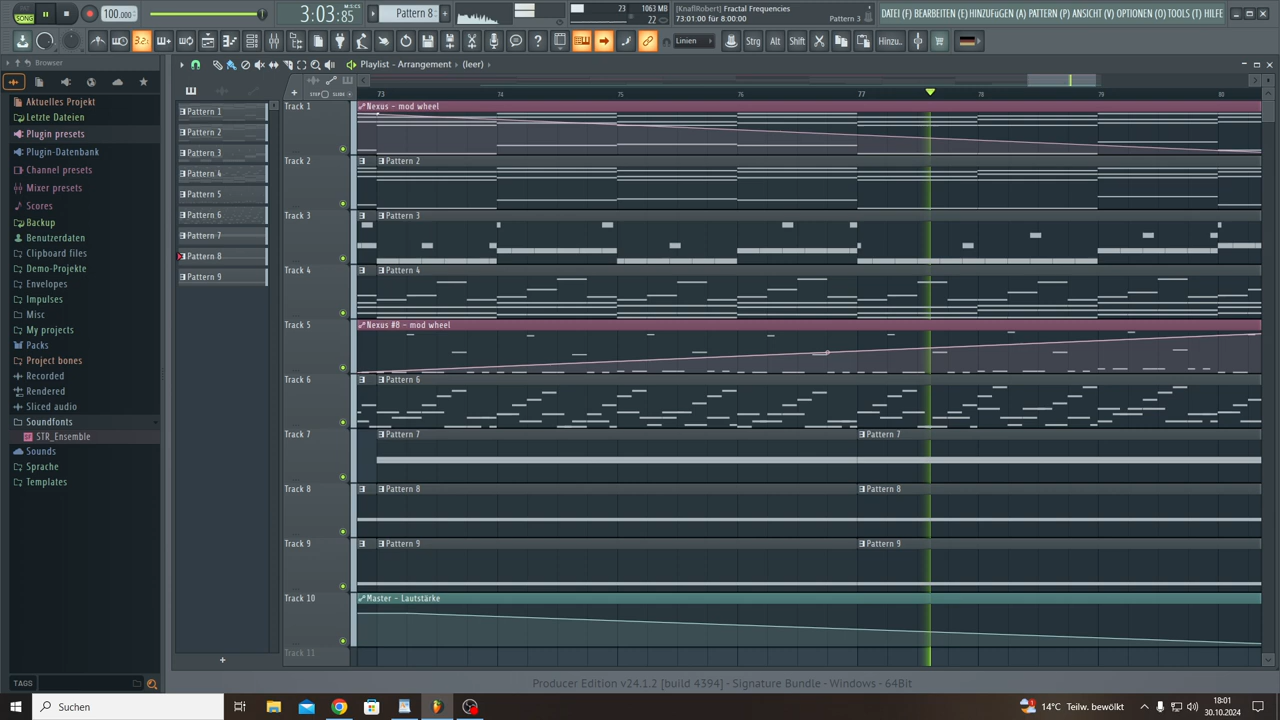 PAT
SONG
100.000
3:03:85
Pattern 8
23
1063 MB
22
[KnaflRobert] Fractal Frequencies
73:01:00 für 8:00:00
Pattern 3
DATEI (F) BEARBEITEN (E) HINZUFüGEN (A) PATTERN (P) ANSICHT (V) OPTIONEN (O) TOOLS (T) HILFE
Linien
Strg
Alt
Shift
Hinzu..
Browser
Playlist - Arrangement
(leer)
STEP
SLIDE
73
74
75
76
77
78
79
80
Aktuelles Projekt
Letzte Dateien
Plugin presets
Plugin-Datenbank
Channel presets
Mixer presets
Scores
Backup
Benutzerdaten
Clipboard files
Demo-Projekte
Envelopes
Impulses
Misc
My projects
Packs
Project bones
Recorded
Rendered
Sliced audio
Soundfonts
STR_Ensemble
Sounds
Sprache
Templates
TAGS
Pattern 1
Pattern 2
Pattern 3
Pattern 4
Pattern 5
Pattern 6
Pattern 7
Pattern 8
Pattern 9
Track 1
Nexus - mod wheel
Track 2
Pattern 2
Track 3
Pattern 3
Track 4
Pattern 4
Track 5
Nexus #8 - mod wheel
Track 6
Pattern 6
Track 7
Pattern 7
Pattern 7
Track 8
Pattern 8
Pattern 8
Track 9
Pattern 9
Pattern 9
Track 10
Master - Lautstärke
Track 11
Producer Edition v24.1.2 [build 4394] - Signature Bundle - Windows - 64Bit
Suchen
14°C Teilw. bewölkt
18:01
30.10.2024